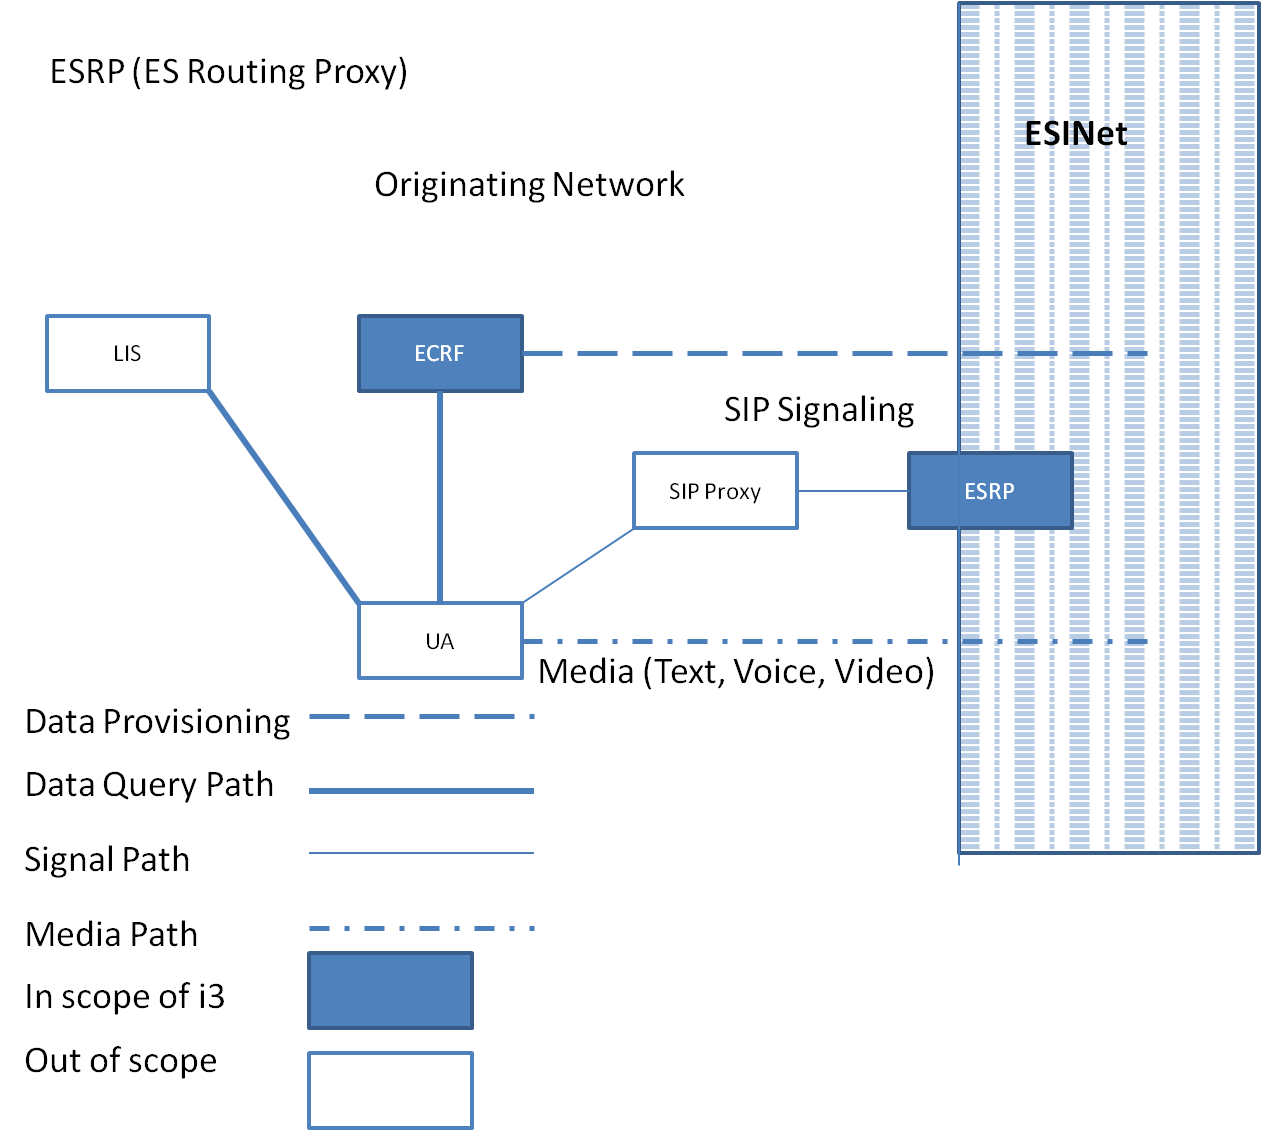 ESRP (ES Routing Proxy)
ESINet
Originating Network
LIS
ECRF
SIP Signaling
SIP Proxy
ESRP
UA
Media (Text, Voice, Video)
Data Provisioning
Data Query Path
Signal Path
Media Path
In scope of i3
Out of scope